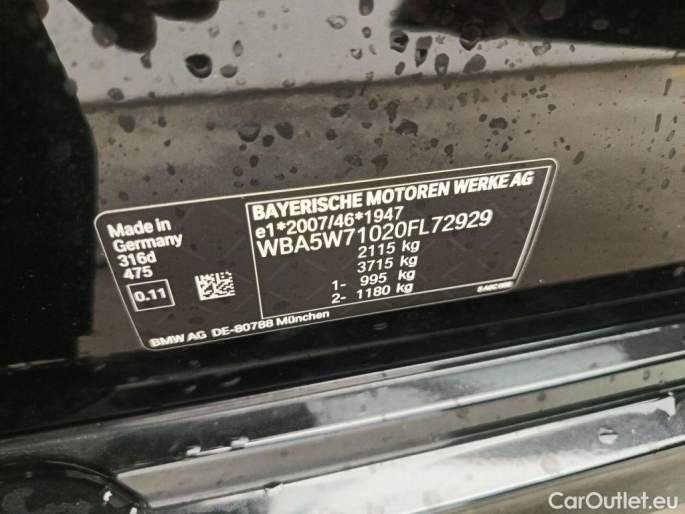 BAYERISCHE MOTOREN WERKE AG
e1*2007/46*1947
WBA5W71020FL72929
2115 kg
3715 kg
1- 995 kg
2- 1180 kg
Made in
Germany
316d
475
0.11
BMW AG DE-80788 München
CarOutlet.eu